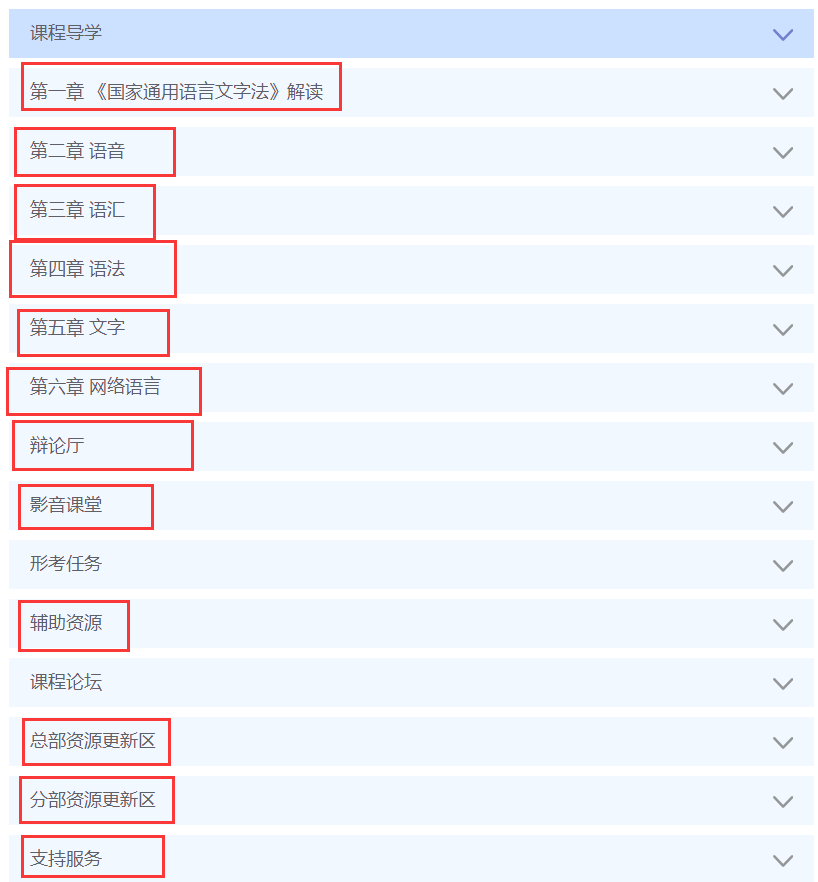 课程导学
第一章 《国家通用语言文字法》解读
第二章 语音
第三章 语汇
第四章 语法
第五章 文字
第六章 网络语言
辩论厅
影音课堂
形考任务
辅助资源
课程论坛
总部资源更新区
分部资源更新区
支持服务